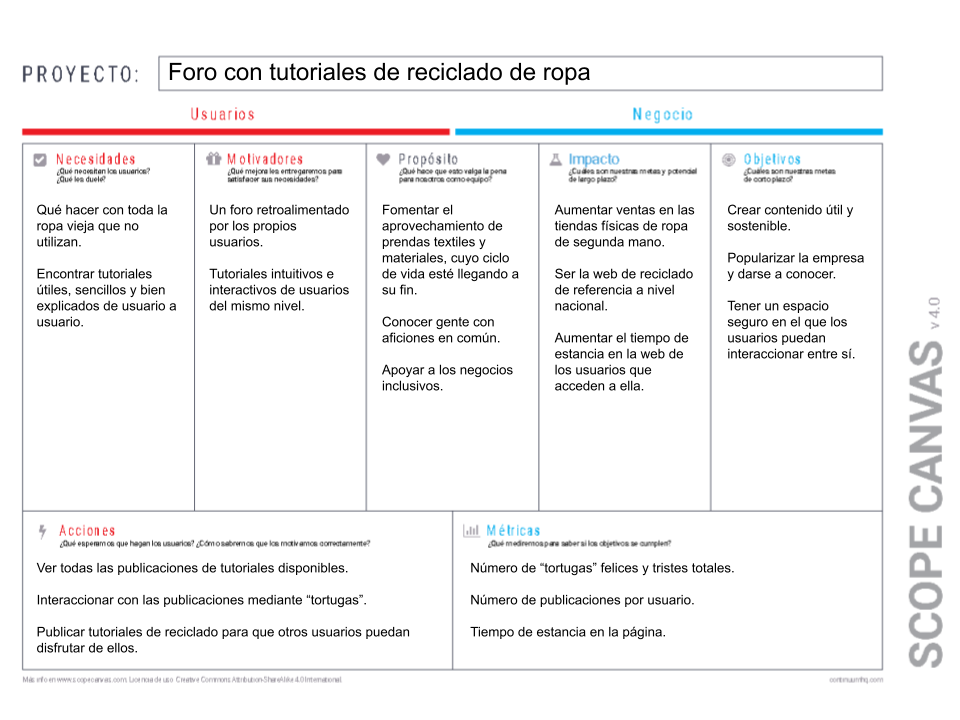 PROYECTO:
Foro con tutoriales de reciclado de ropa
Usuarios
Negocio
Necesidades
¿Qué necesitan los usuarios?
¿Qué les duele?
Qué hacer con toda la
ropa vieja que no
utilizan.
Encontrar tutoriales
útiles, sencillos y bien
explicados de usuario a
usuario.
Motivadores
¿Qué mejora les entregaremos para
satisfacer sus necesidades?
Un foro retroalimentado
por los propios
usuarios.
Tutoriales intuitivos e
interactivos de usuarios
del mismo nivel.
Propósito
¿Qué hace que esto valga la pena
para nosotros como equipo?
Fomentar el
aprovechamiento de
prendas textiles y
materiales, cuyo ciclo
de vida esté llegando a
su fin.
Conocer gente con
aficiones en común.
Apoyar a los negocios
inclusivos.
Impacto
¿Cuáles son nuestras metas y potencial
de largo plazo?
Aumentar ventas en las
tiendas físicas de ropa
de segunda mano.
Ser la web de reciclado
de referencia a nivel
nacional.
Aumentar el tiempo de
estancia en la web de
los usuarios que
acceden a ella.
Objetivos
¿Cuáles son nuestras metas
de corto plazo?
Crear contenido útil y
sostenible.
Popularizar la empresa
y darse a conocer.
Tener un espacio
seguro en el que los
usuarios puedan
interaccionar entre sí.
Acciones
¿Qué esperamos que hagan los usuarios? ¿Cómo sabremos que los motivamos correctamente?
Ver todas las publicaciones de tutoriales disponibles.
Interaccionar con las publicaciones mediante “tortugas”.
Publicar tutoriales de reciclado para que otros usuarios puedan
disfrutar de ellos.
Métricas
¿Qué mediremos para saber si los objetivos se cumplen?
Número de “tortugas” felices y tristes totales.
Número de publicaciones por usuario.
Tiempo de estancia en la página.
SCOPE CANVAS v 4.0
Más info en www.scopecanvas.com. Licencia de uso Creative Commons Attribution-ShareAlike 4.0 International.
continuumhq.com